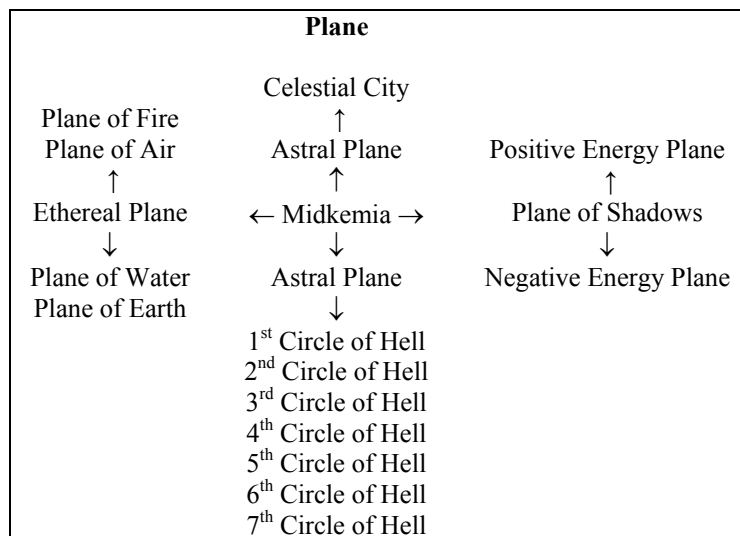 Plane
Celestial City
Plane of Fire ↑
Plane of Air Astral Plane Positive Energy Plane
↑ ↑ ↑
Ethereal Plane ← Midkemia → Plane of Shadows
↓ ↓ ↓
Plane of Water Astral Plane Negative Energy Plane
Plane of Earth ↓
1st Circle of Hell
2nd Circle of Hell
3rd Circle of Hell
4th Circle of Hell
5th Circle of Hell
6th Circle of Hell
7th Circle of Hell